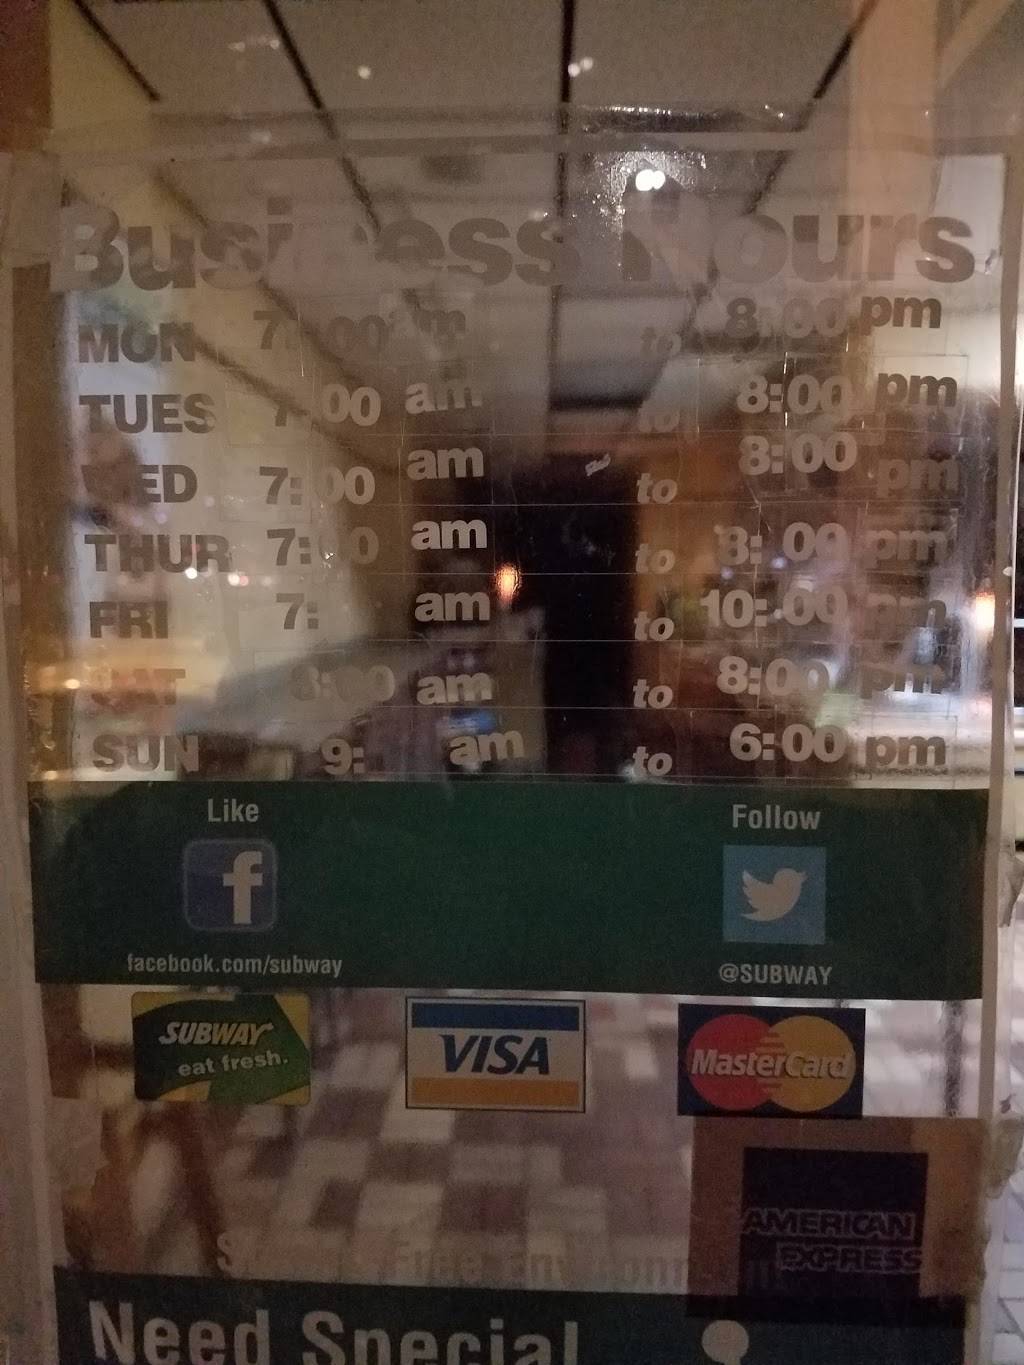 Business Hours
MON 7:00 am to 8:00 pm
TUES 7:00 am to 8:00 pm
WED 7:00 am to 8:00 pm
THUR 7:00 am to 8:00 pm
FRI 7: am to 10:00 pm
SAT 8:00 am to 8:00 pm
SUN 9: am to 6:00 pm
Like Follow
f
facebook.com/subway @SUBWAY
SUBWAY eat fresh. VISA MasterCard
AMERICAN EXPRESS
Free
Need Special